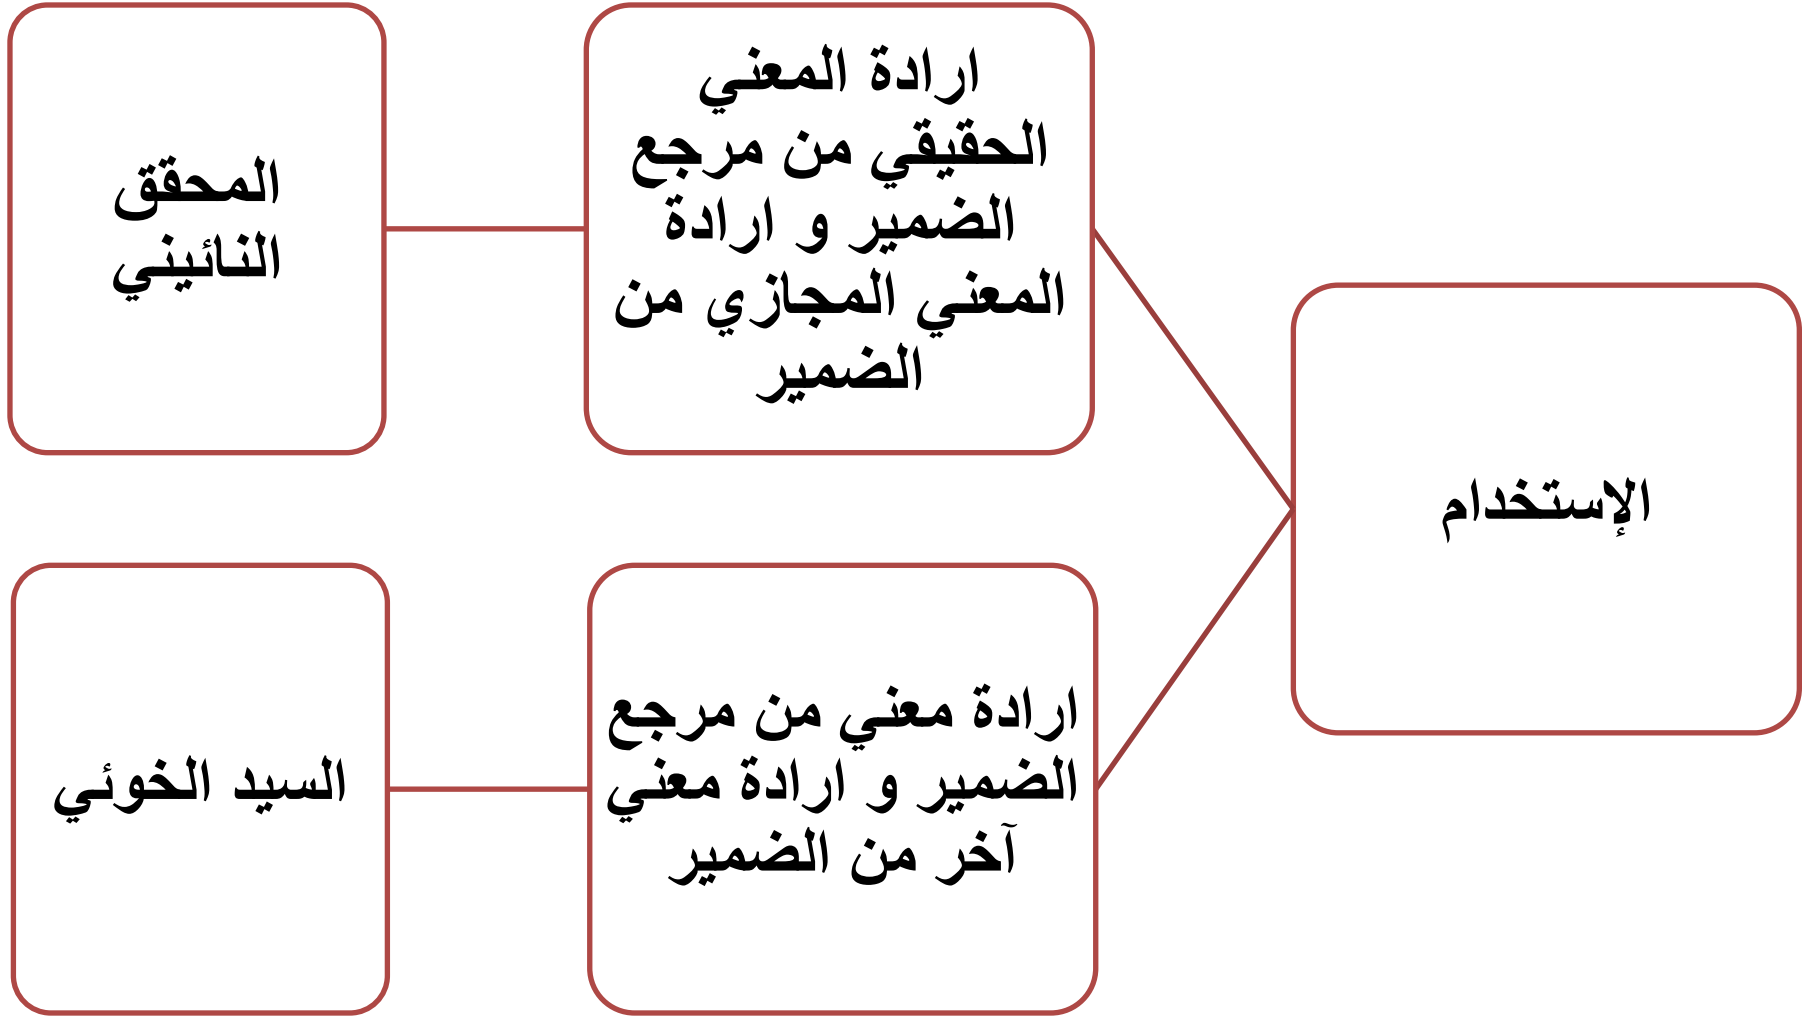 الإستخدام
ارادة المعني
الحقيقي من مرجع
الضمير و ارادة
المعني المجازي من
الضمير
المحقق
النائيني
ارادة معني من مرجع
الضمير و ارادة معني
آخر من الضمير
السيد الخوئي